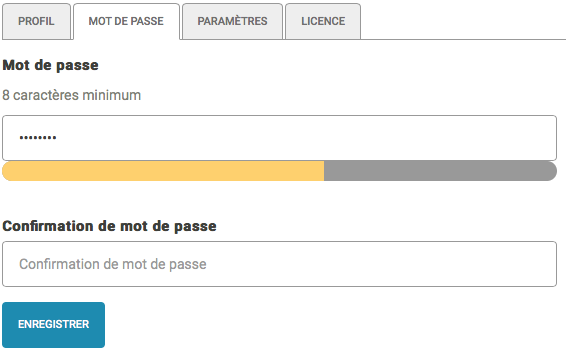 PROFIL
MOT DE PASSE
PARAMÈTRES
LICENCE
Mot de passe
8 caractères minimum
••••••••
Confirmation de mot de passe
Confirmation de mot de passe
ENREGISTRER